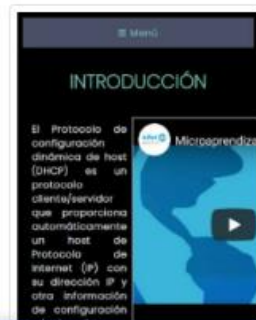 ≡ Menú
INTRODUCCIÓN
El Protocolo de
configuración
dinámica de host
(DHCP) es un
protocolo
cliente/servidor
que proporciona
automáticamente
un host de
Protocolo de
Internet (IP) con
su dirección IP y
otra información
de configuración
Microaprendiza